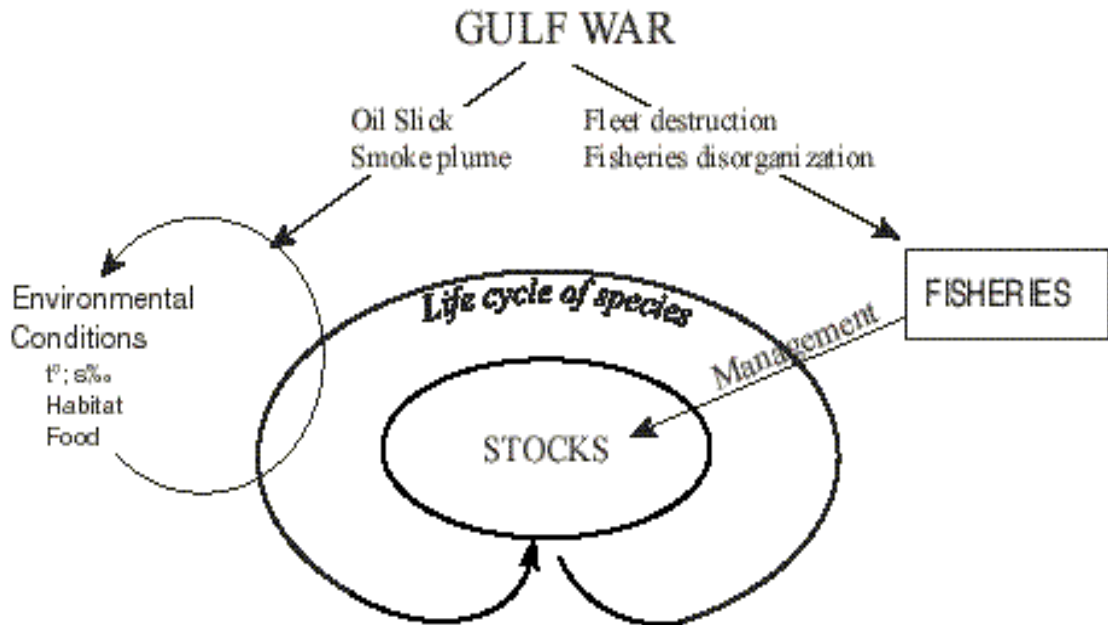 GULF WAR
Oil Slick
Smoke plume
Fleet destruction
Fisheries disorganization
Environmental
Conditions
t°; s‰
Habitat
Food
Life cycle of species
Management
FISHERIES
STOCKS